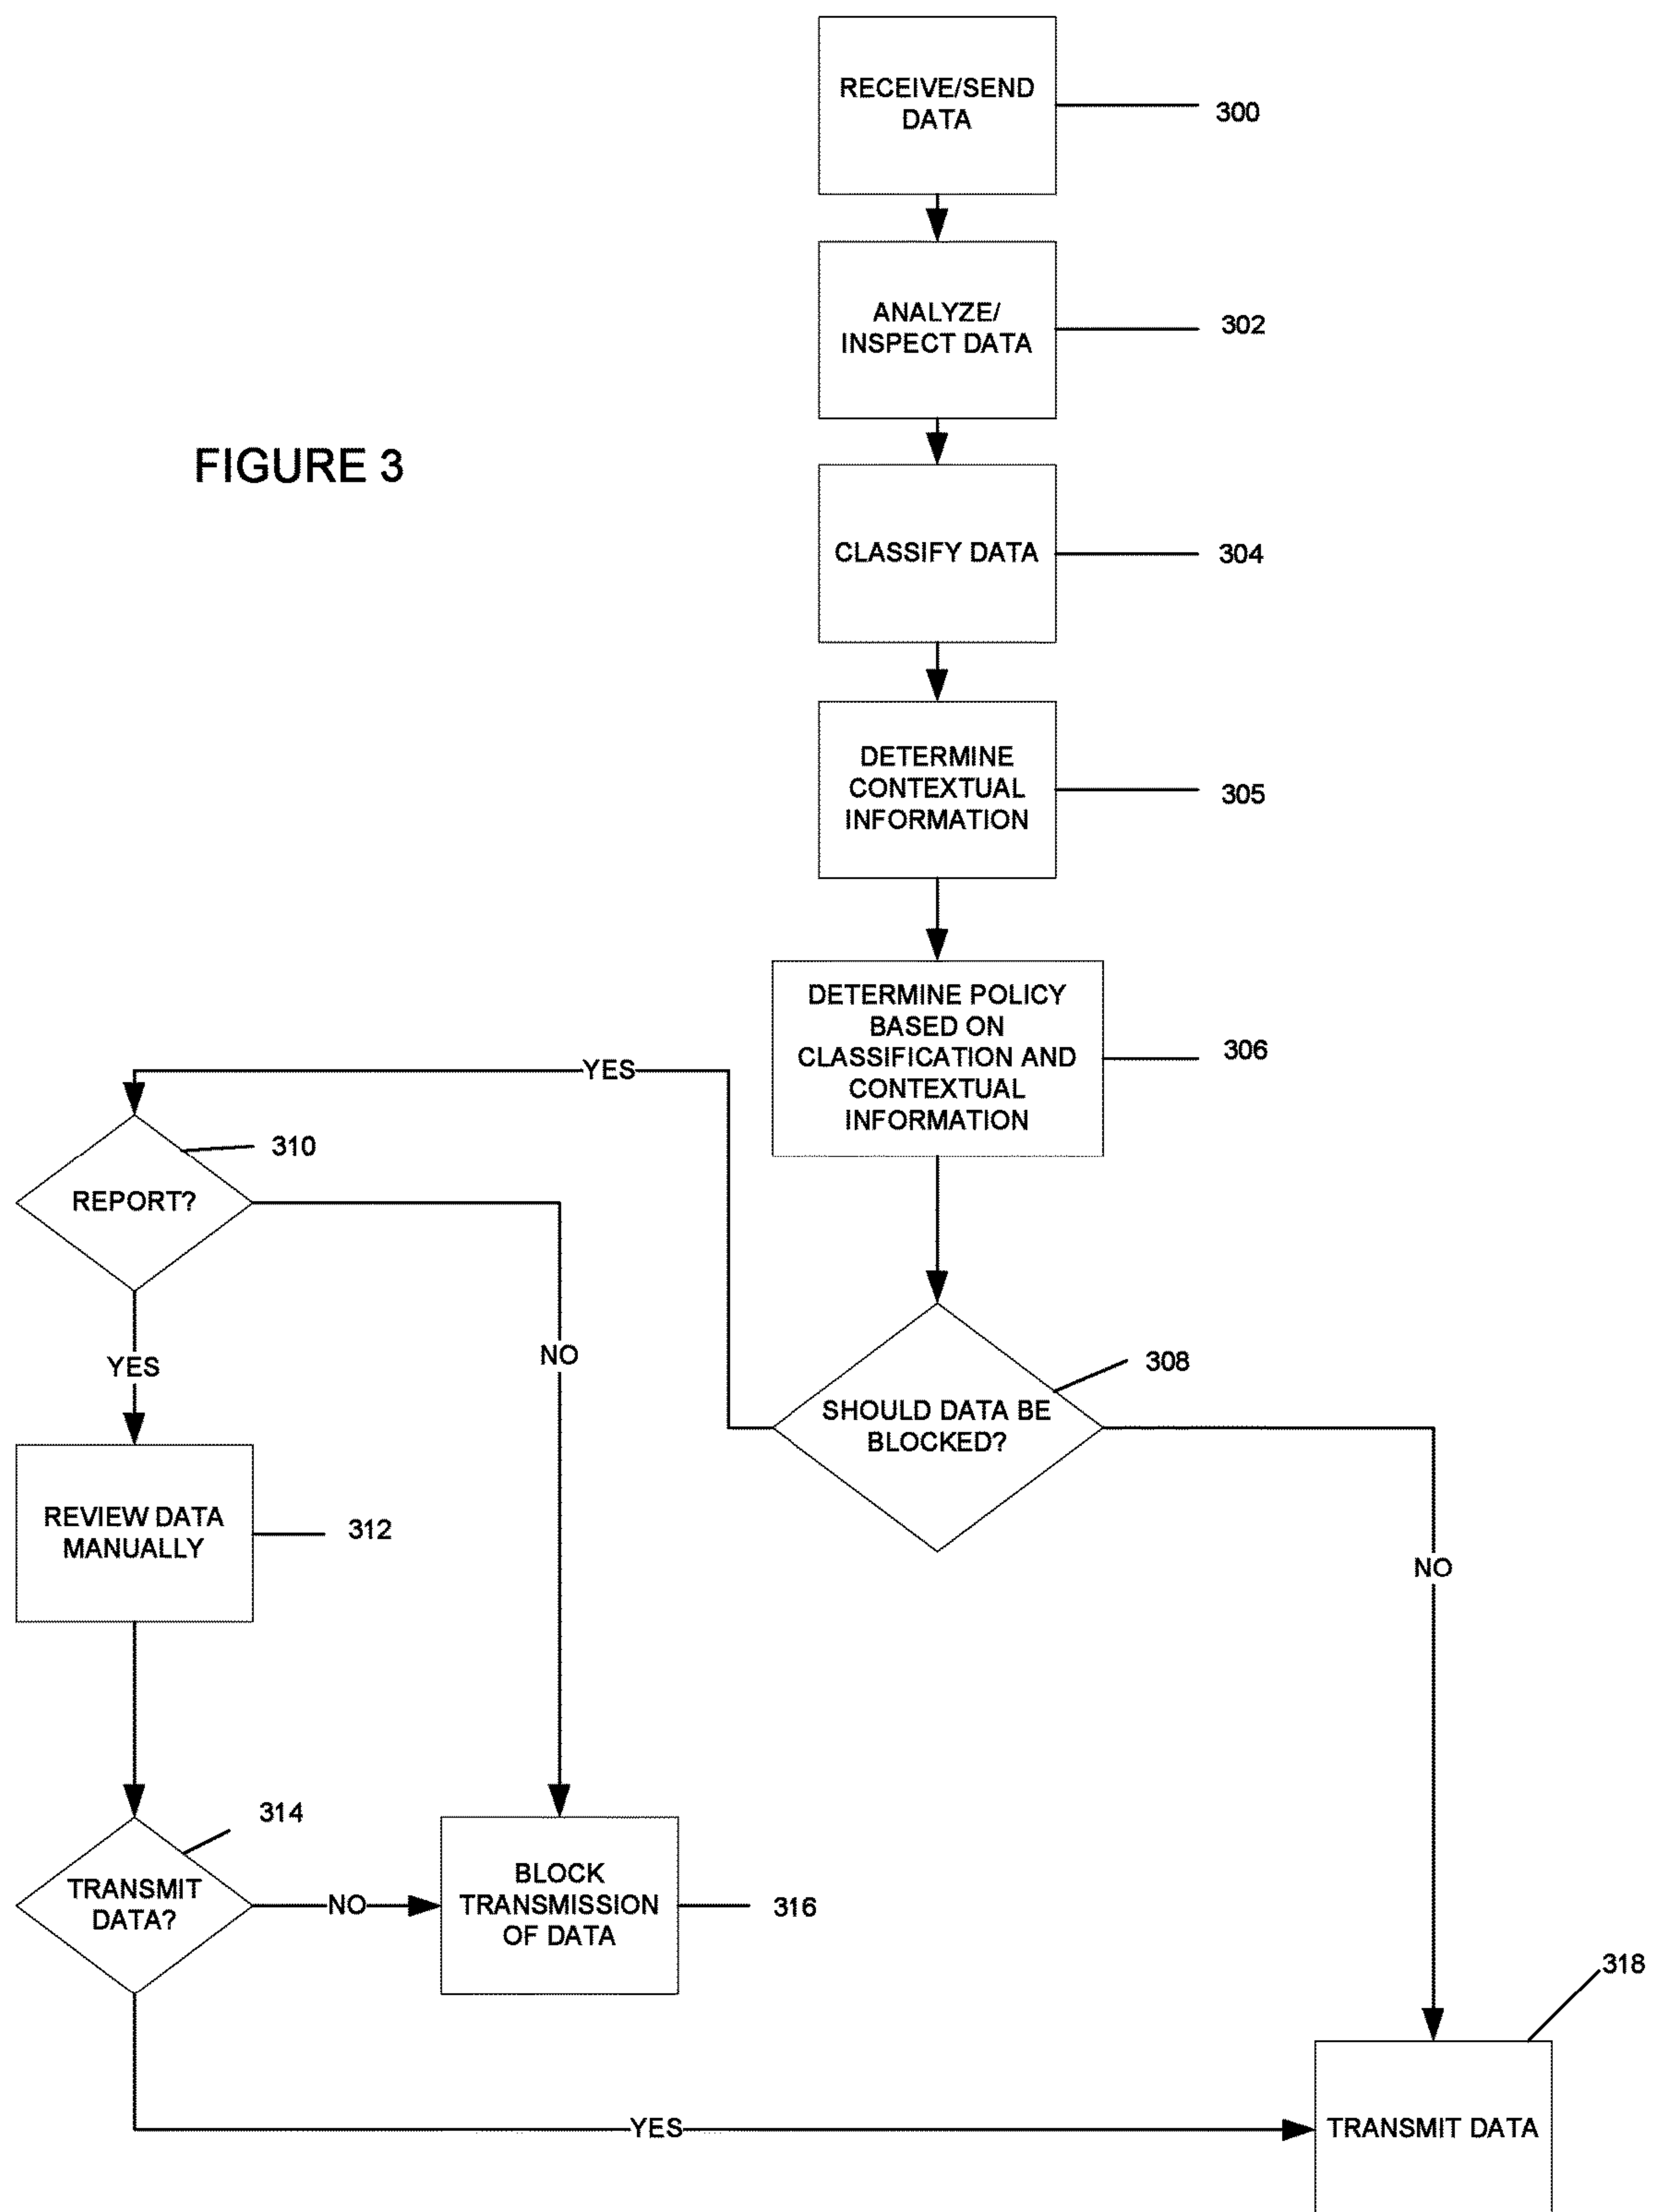 RECEIVE/SEND
DATA
300
ANALYZE/
INSPECT DATA
302
FIGURE 3
CLASSIFY DATA
304
DETERMINE
CONTEXTUAL
INFORMATION
305
DETERMINE POLICY
BASED ON
CLASSIFICATION AND
CONTEXTUAL
INFORMATION
306
YES
310
REPORT?
NO
YES
308
SHOULD DATA BE
BLOCKED?
REVIEW DATA
MANUALLY
312
NO
314
TRANSMIT
DATA?
NO
BLOCK
TRANSMISSION
OF DATA
316
318
YES
TRANSMIT DATA